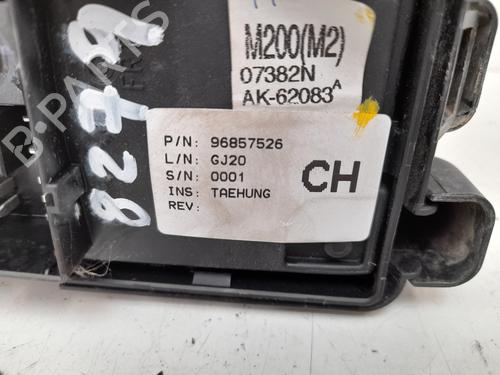 M200(M2)
07382N
AK-62083A
P/N: 96857526
L/N: GJ20
S/N: 0001
INS: TAEHUNG
REV:
CH
B-PARTS